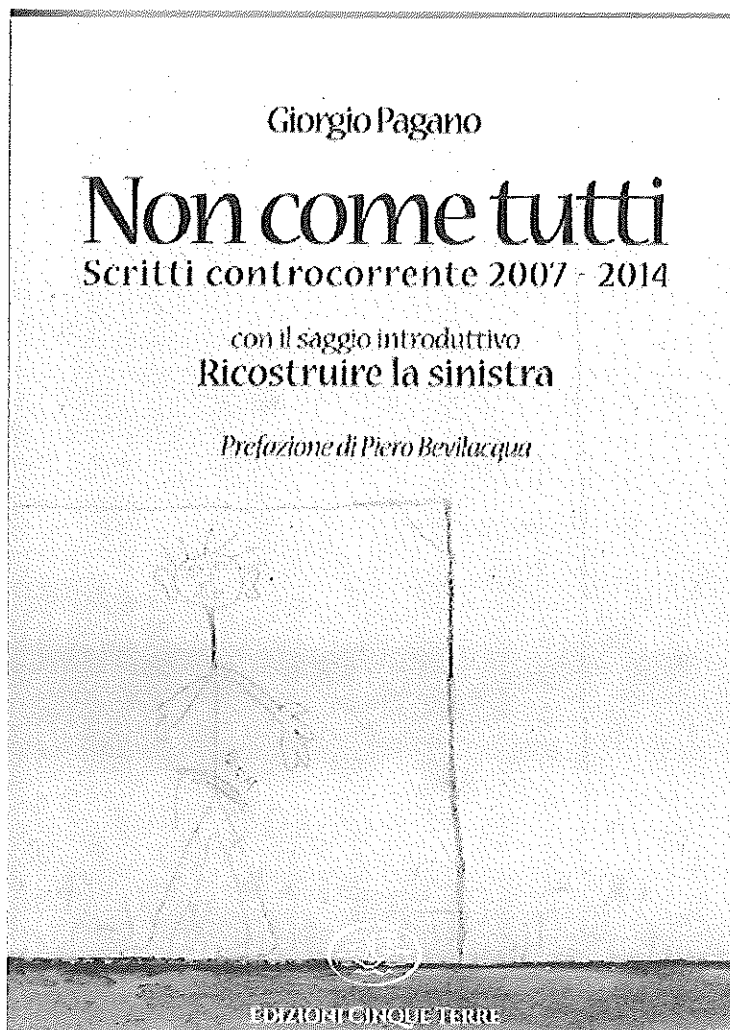 Giorgio Pagano
Non come tutti
Scritti controcorrente 2007 - 2014
con il saggio introduttivo
Ricostruire la sinistra
Prefazione di Piero Bevilacqua
EDIZIONI CINQUE TERRE